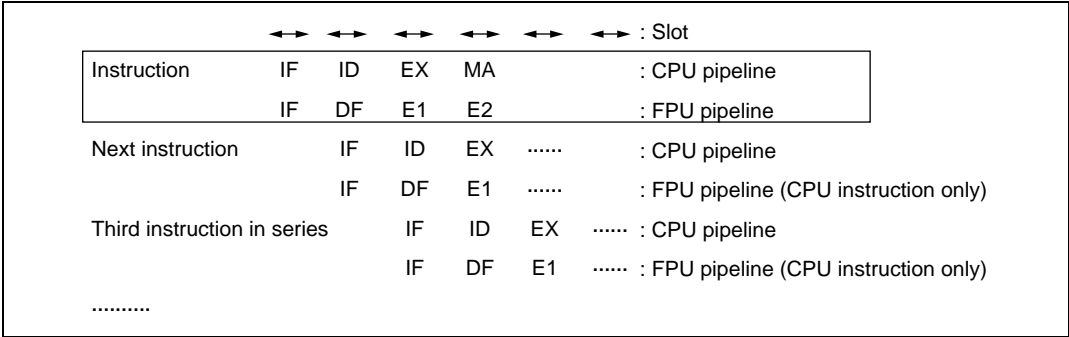 : Slot
Instruction IF ID EX MA : CPU pipeline
IF DF E1 E2 : FPU pipeline
Next instruction IF ID EX ...... : CPU pipeline
IF DF E1 ...... : FPU pipeline (CPU instruction only)
Third instruction in series IF ID EX ...... : CPU pipeline
IF DF E1 ...... : FPU pipeline (CPU instruction only)
..........